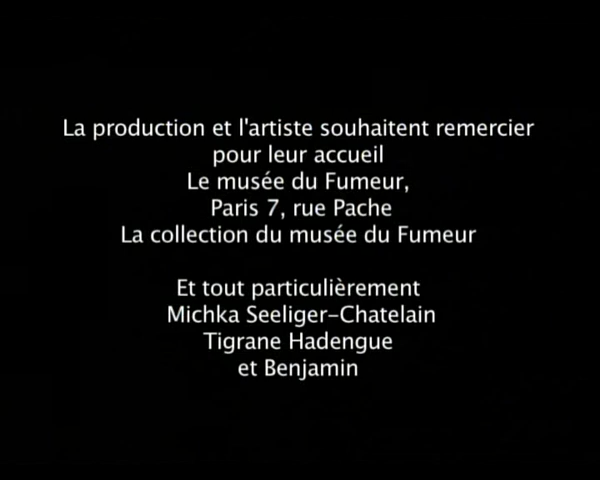 La production et l'artiste souhaitent remercier
pour leur accueil
Le musée du Fumeur,
Paris 7, rue Pache
La collection du musée du Fumeur
Et tout particulièrement
Michka Seeliger-Chatelain
Tigrane Hadengue
et Benjamin